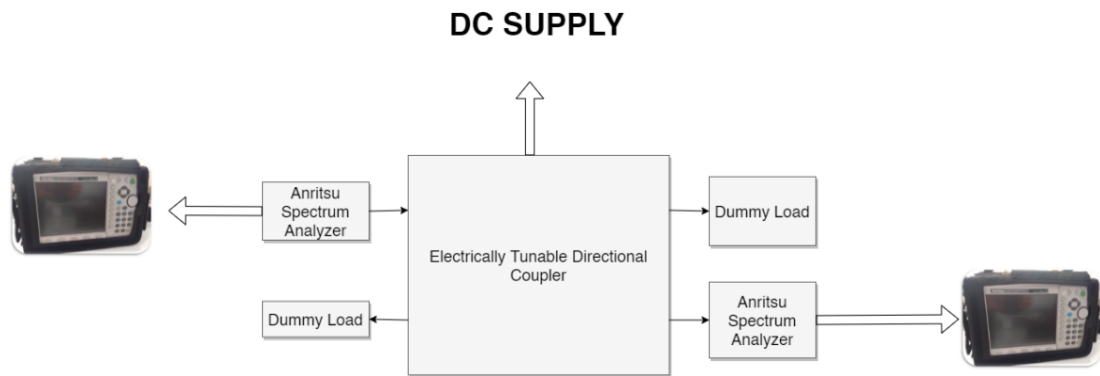 DC SUPPLY
Anritsu
Spectrum
Analyzer
Dummy Load
Electrically Tunable Directional
Coupler
Dummy Load
Anritsu
Spectrum
Analyzer